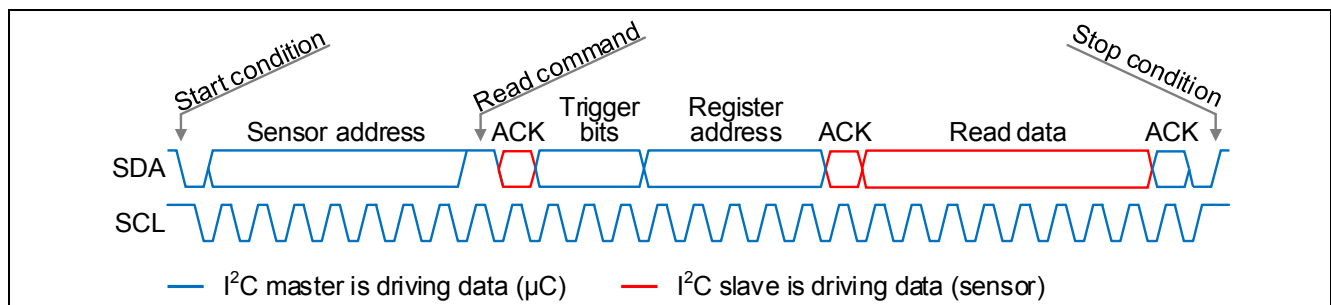 Start condition
Read command
Stop condition
Sensor address
ACK
Trigger bits
Register address
ACK
Read data
ACK
SDA
SCL
I²C master is driving data (µC)
I²C slave is driving data (sensor)